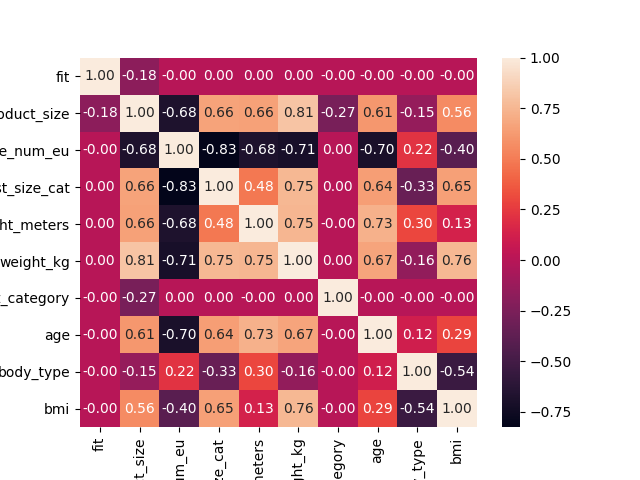 fit 1.00 -0.18 -0.00 0.00 0.00 0.00 -0.00 -0.00 -0.00 -0.00
oduct_size -0.18 1.00 -0.68 0.66 0.66 0.81 -0.27 0.61 -0.15 0.56
e_num_eu -0.00 -0.68 1.00 -0.83 -0.68 -0.71 0.00 -0.70 0.22 -0.40
st_size_cat 0.00 0.66 -0.83 1.00 0.48 0.75 0.00 0.64 -0.33 0.65
ht_meters 0.00 0.66 -0.68 0.48 1.00 0.75 -0.00 0.73 0.30 0.13
weight_kg 0.00 0.81 -0.71 0.75 0.75 1.00 0.00 0.67 -0.16 0.76
_category -0.00 -0.27 0.00 0.00 -0.00 0.00 1.00 -0.00 -0.00 -0.00
age -0.00 0.61 -0.70 0.64 0.73 0.67 -0.00 1.00 0.12 0.29
body_type -0.00 -0.15 0.22 -0.33 0.30 -0.16 -0.00 0.12 1.00 -0.54
bmi -0.00 0.56 -0.40 0.65 0.13 0.76 -0.00 0.29 -0.54 1.00
fit
t_size
um_eu
ze_cat
meters
ght_kg
egory
age
_type
bmi
1.00
0.75
0.50
0.25
0.00
−0.25
−0.50
−0.75